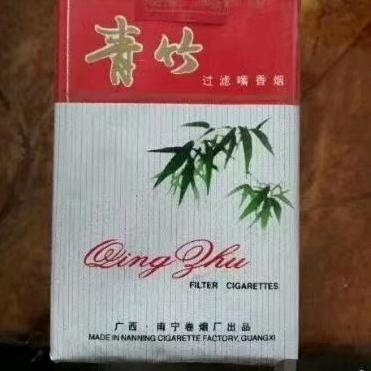 青竹
过滤嘴香烟
Qing Zhu
FILTER CIGARETTES
广西·南宁卷烟厂出品
MADE IN NANNING CIGARETTE FACTORY, GUANGXI